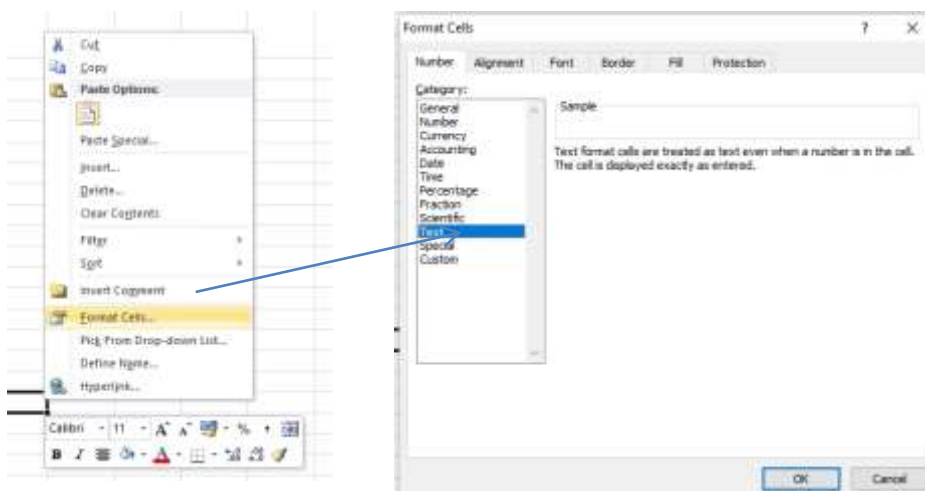 Cut
Copy
Paste Options:
Paste Special...
Insert...
Delete...
Clear Contents
Filter
Sort
Insert Comment
Format Cells...
Pick From Drop-down List...
Define Name...
Hyperlink...
Calibri 11 A A % ,
B I A
Format Cells ? X
Number Alignment Font Border Fill Protection
Category:
General
Number
Currency
Accounting
Date
Time
Percentage
Fraction
Scientific
Text
Special
Custom
Sample
Text format cells are treated as text even when a number is in the cell.
The cell is displayed exactly as entered.
OK Cancel